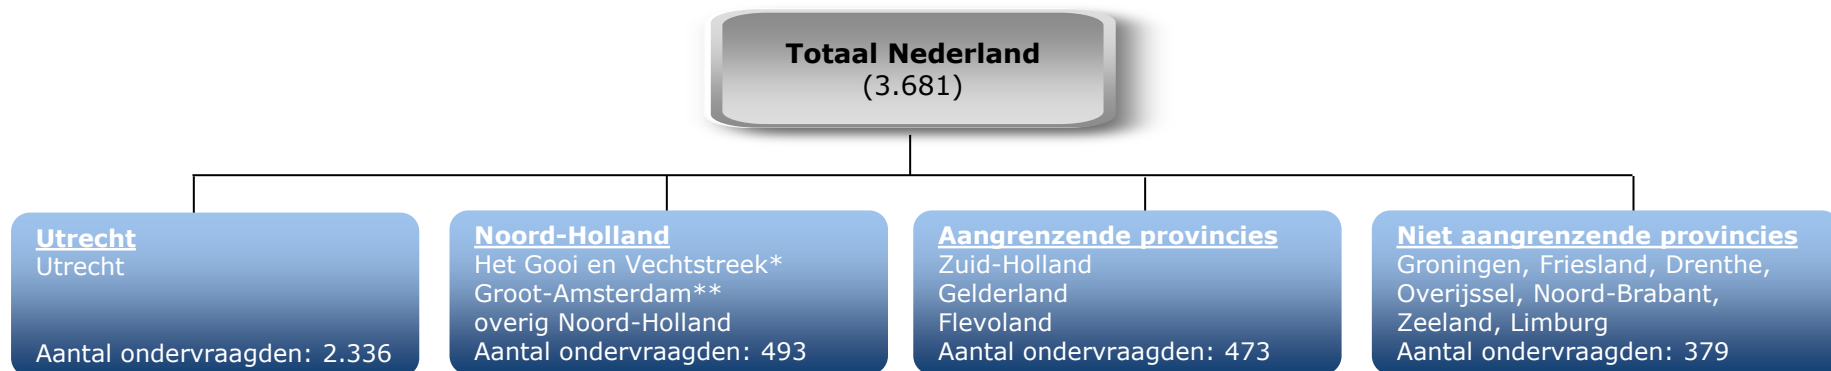 Totaal Nederland
(3.681)
Utrecht
Utrecht
Aantal ondervraagden: 2.336
Noord-Holland
Het Gooi en Vechtstreek*
Groot-Amsterdam**
overig Noord-Holland
Aantal ondervraagden: 493
Aangrenzende provincies
Zuid-Holland
Gelderland
Flevoland
Aantal ondervraagden: 473
Niet aangrenzende provincies
Groningen, Friesland, Drenthe,
Overijssel, Noord-Brabant,
Zeeland, Limburg
Aantal ondervraagden: 379